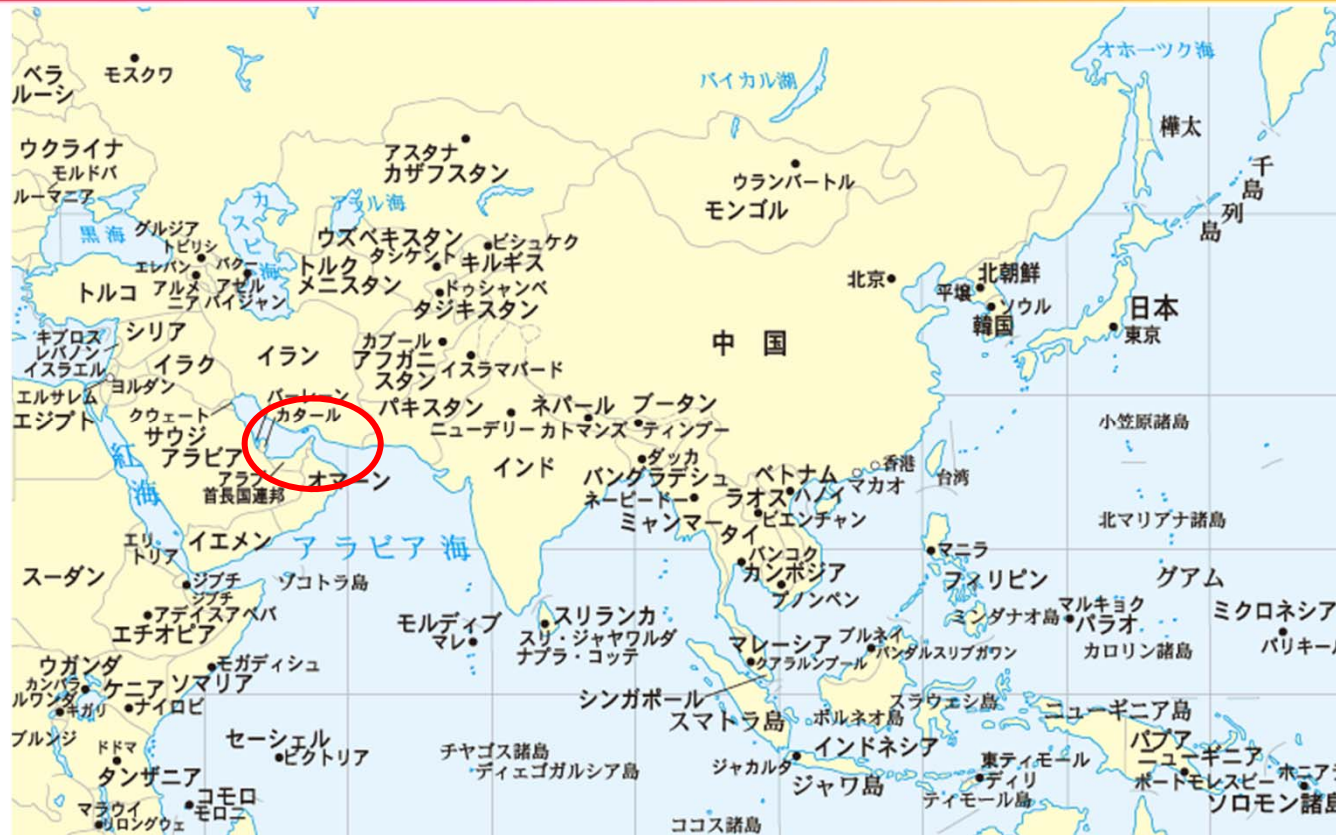 オホーツク海
バイカル湖
モスクワ
ベラ
ルーシ
樺太
ウクライナ
モルドバ
ルーマニア
アスタナ
カザフスタン
ウランバートル
モンゴル
千島列島
カスピ海
アラル海
黒海
グルジア
トビリシ
エレバン
バクー
アルメ
ニア
アゼル
バイジャン
ウズベキスタン
タシケント
ビシュケク
キルギス
トルク
メニスタン
ドゥシャンベ
タジキスタン
トルコ
北京
北朝鮮
平壌
ソウル
韓国
日本
東京
キプロス
レバノン
イスラエル
シリア
イラク
イラン
カブール
アフガニ
スタン
イスラマバード
中国
エルサレム
ヨルダン
エジプト
クウェート
バーレーン
カタール
サウジ
アラビア
アラブ
首長国連邦
オマーン
パキスタン
ニューデリー
ネパール
カトマンズ
ブータン
ティンプー
小笠原諸島
インド
ダッカ
バングラデシュ
ネーピードー
ミャンマー
ベトナム
ラオス
ハノイ
ビエンチャン
タイ
香港
マカオ
台湾
紅海
エリ
トリア
イエメン
アラビア海
ソコトラ島
バンコク
カンボジア
プノンペン
マニラ
フィリピン
北マリアナ諸島
グアム
スーダン
ジブチ
ジブチ
アディスアベバ
エチオピア
モルディブ
マレ
スリランカ
スリ・ジャヤワルダ
ナプラ・コッテ
マレーシア
クアラルンプール
ブルネイ
バンダルスリブガワン
ミンダナオ島
マルキョク
パラオ
カロリン諸島
ミクロネシア
パリキー
ウガンダ
カンパラ
ケニア
ソマリア
モガディシュ
ルワンダ
キガリ
ナイロビ
シンガポール
スマトラ島
ボルネオ島
スラウェシ島
ニューギニア島
ブルンジ
ドドマ
タンザニア
セーシェル
ビクトリア
チャゴス諸島
ディエゴガルシア島
ジャカルタ
インドネシア
ジャワ島
東ティモール
ディリ
ティモール島
パプア
ニューギニア
ポートモレスビー
ホニア
ソロモン諸島
マラウイ
リロングウェ
コモロ
モロニ
ココス諸島